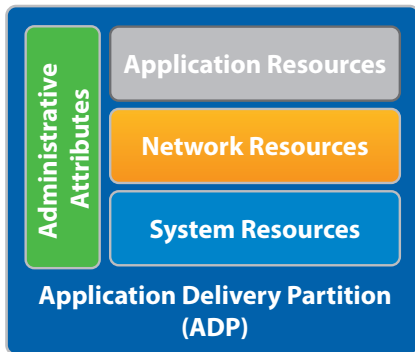 Administrative
Attributes
Application Resources
Network Resources
System Resources
Application Delivery Partition
(ADP)